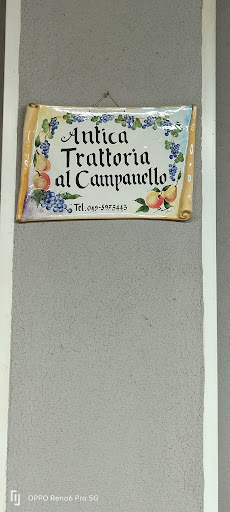 Antica
Trattoria
al Campanello
Tel. 049-5973443
OPPO Reno6 Pro 5G